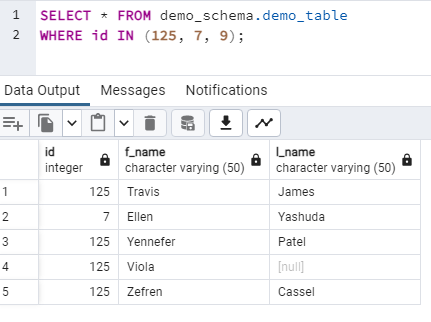 1 SELECT * FROM demo_schema.demo_table
2 WHERE id IN (125, 7, 9);
Data Output Messages Notifications
id f_name l_name
integer character varying (50) character varying (50)
1 125 Travis James
2 7 Ellen Yashuda
3 125 Yennefer Patel
4 125 Viola [null]
5 125 Zefren Cassel